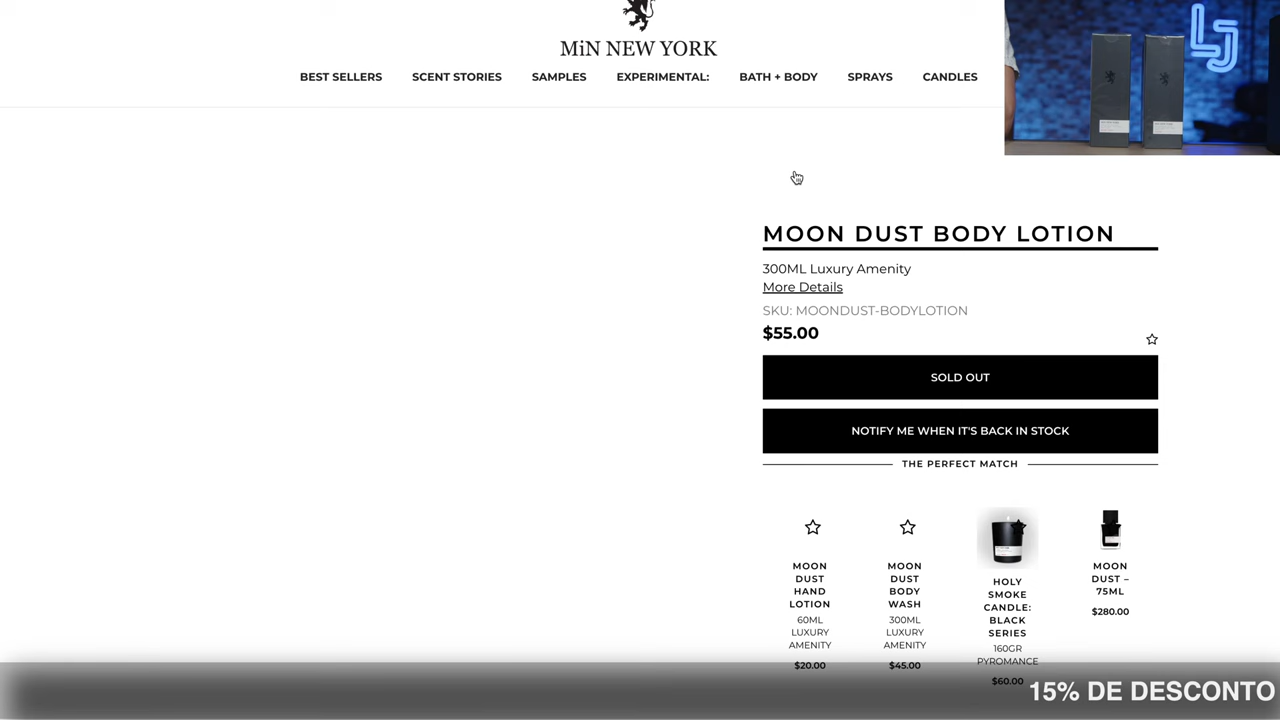 MiN NEW YORK
BEST SELLERS SCENT STORIES SAMPLES EXPERIMENTAL: BATH + BODY SPRAYS CANDLES
LJ
MOON DUST BODY LOTION
300ML Luxury Amenity
More Details
SKU: MOONDUST-BODYLOTION
$55.00
SOLD OUT
NOTIFY ME WHEN IT'S BACK IN STOCK
THE PERFECT MATCH
MOON
DUST
HAND
LOTION
60ML
LUXURY
AMENITY
$20.00
MOON
DUST
BODY
WASH
300ML
LUXURY
AMENITY
$45.00
HOLY
SMOKE
CANDLE:
BLACK
SERIES
160GR
PYROMANCE
$60.00
MOON
DUST –
75ML
$280.00
15% DE DESCONTO